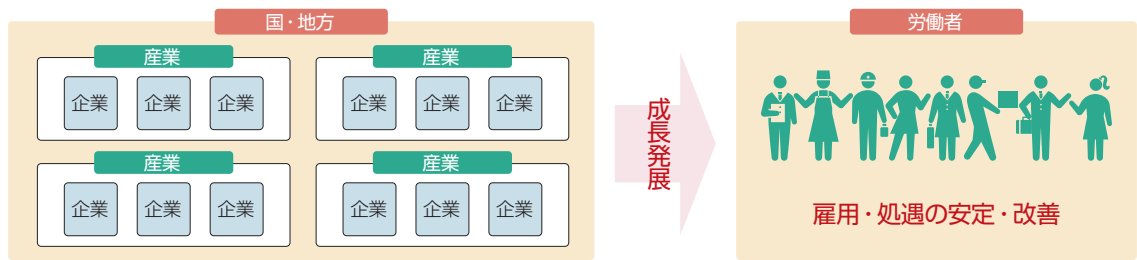 国・地方
産業
企業 企業 企業
産業
企業 企業 企業
産業
企業 企業 企業
産業
企業 企業 企業
成長発展
労働者
雇用・処遇の安定・改善